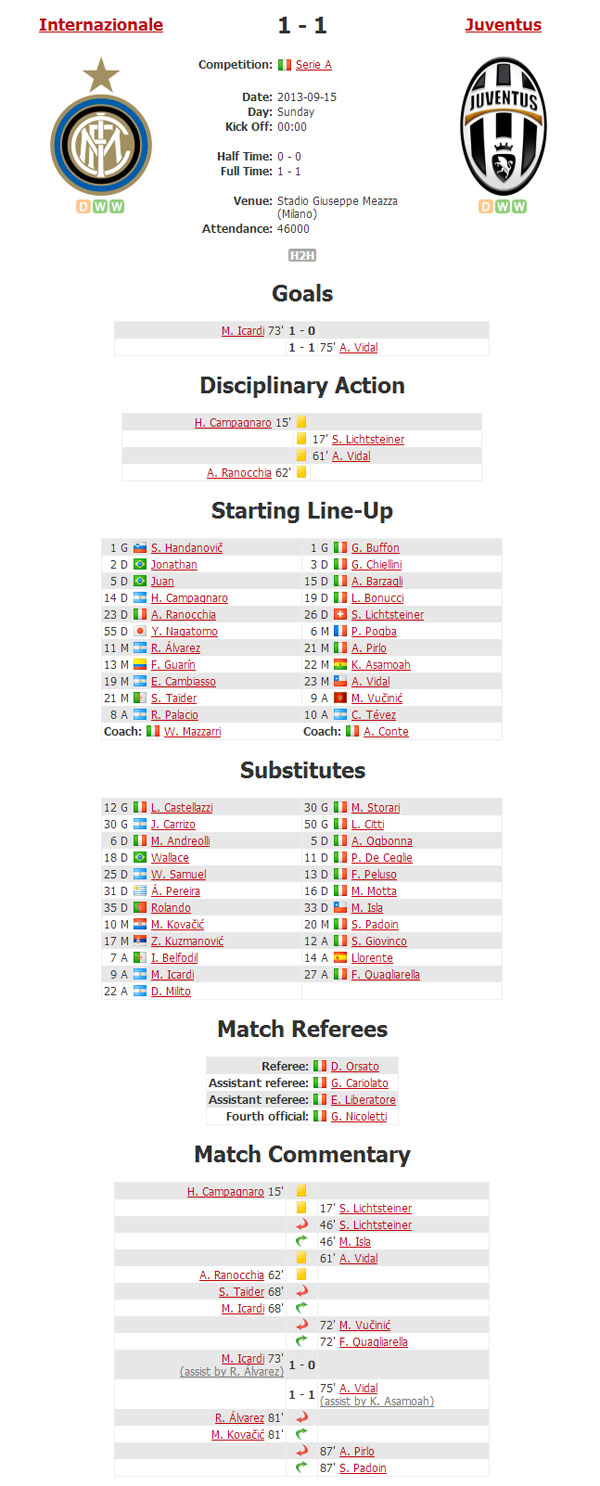 Internazionale 1 - 1 Juventus
Competition: Serie A
JUVENTUS
Date: 2013-09-15
Day: Sunday
Kick Off: 00:00
Half Time: 0 - 0
Full Time: 1 - 1
D W W
D W W
Venue: Stadio Giuseppe Meazza
(Milano)
Attendance: 46000
H2H
Goals
M. Icardi 73' 1 - 0
1 - 1 75' A. Vidal
Disciplinary Action
H. Campagnaro 15'
17' S. Lichtsteiner
61' A. Vidal
A. Ranocchia 62'
Starting Line-Up
1 G S. Handanovič 1 G G. Buffon
2 D Jonathan 3 D G. Chiellini
5 D Juan 15 D A. Barzagli
14 D H. Campagnaro 19 D L. Bonucci
23 D A. Ranocchia 26 D S. Lichtsteiner
55 D Y. Nagatomo 6 M P. Pogba
11 M R. Álvarez 21 M A. Pirlo
13 M F. Guarín 22 M K. Asamoah
19 M E. Cambiasso 23 M A. Vidal
21 M S. Taïder 9 A M. Vučinić
8 A R. Palacio 10 A C. Tévez
Coach: W. Mazzarri Coach: A. Conte
Substitutes
12 G L. Castellazzi 30 G M. Storari
30 G J. Carrizo 50 G L. Citti
6 D M. Andreolli 5 D A. Ogbonna
18 D Wallace 11 D P. De Ceglie
25 D W. Samuel 13 D F. Peluso
31 D Á. Pereira 16 D M. Motta
35 D Rolando 33 D M. Isla
10 M M. Kovačić 20 M S. Padoin
17 M Z. Kuzmanović 12 A S. Giovinco
7 A I. Belfodil 14 A Llorente
9 A M. Icardi 27 A F. Quagliarella
22 A D. Milito
Match Referees
Referee: D. Orsato
Assistant referee: G. Cariolato
Assistant referee: E. Liberatore
Fourth official: G. Nicoletti
Match Commentary
H. Campagnaro 15'
17' S. Lichtsteiner
46' S. Lichtsteiner
46' M. Isla
61' A. Vidal
A. Ranocchia 62'
S. Taïder 68'
M. Icardi 68'
72' M. Vučinić
72' F. Quagliarella
M. Icardi 73' 1 - 0
(assist by R. Álvarez)
1 - 1 75' A. Vidal
(assist by K. Asamoah)
R. Álvarez 81'
M. Kovačić 81'
87' A. Pirlo
87' S. Padoin